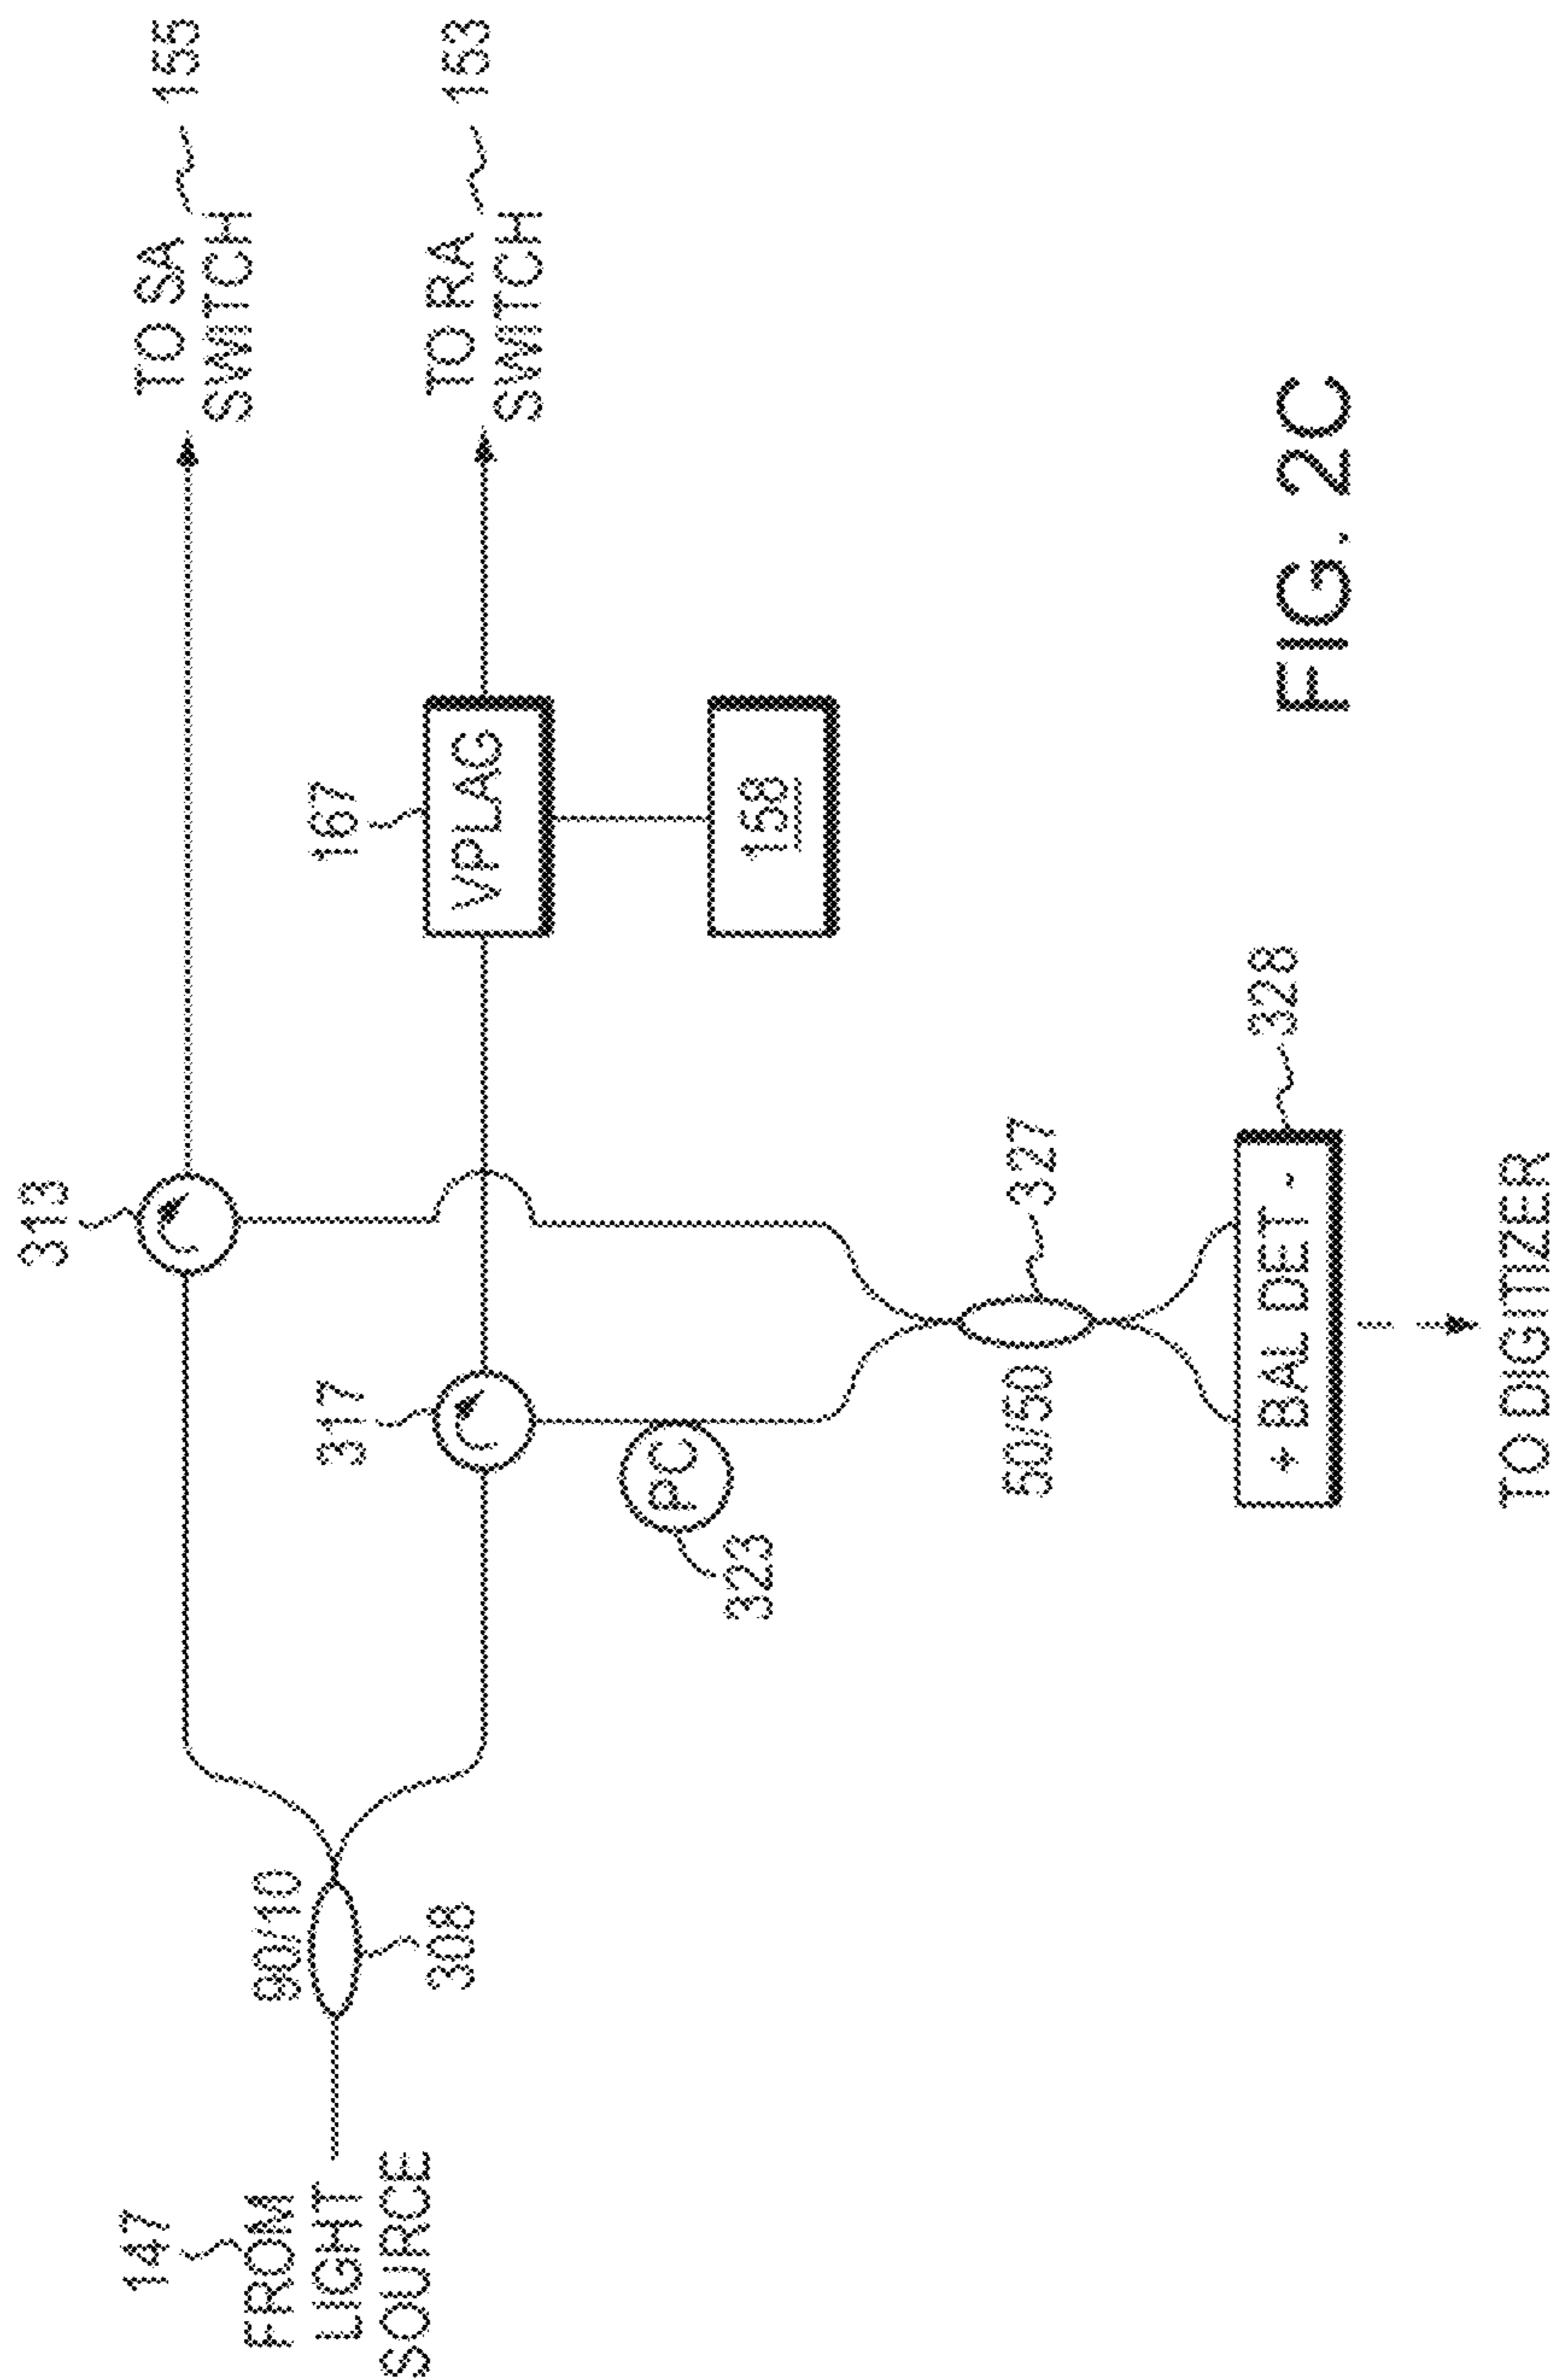 313
TO SA
SWITCH
155
317
167
VPLAG
TO RA
SWITCH
153
147
FROM
LIGHT
SOURCE
90/10
308
PC
323
158
50/50
327
+ BAL DET -
328
TO DIGITIZER
FIG. 2C